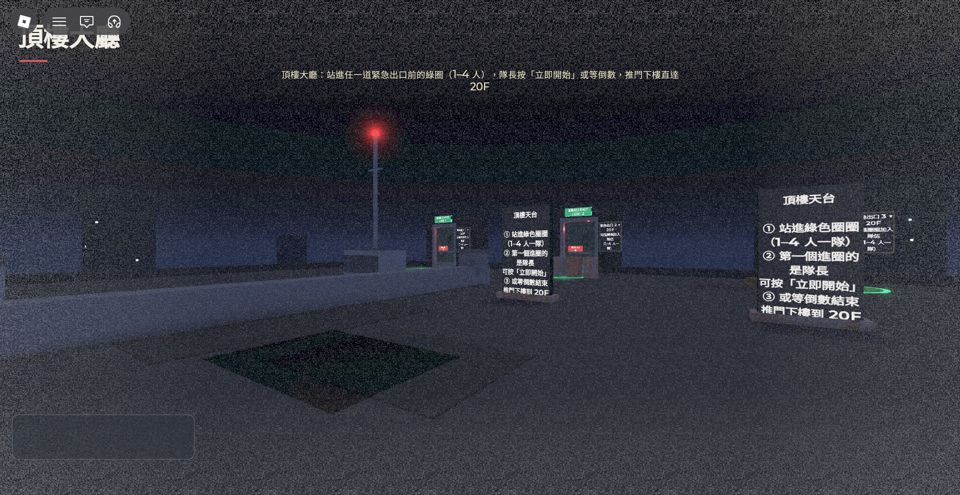 頂樓大廳
頂樓大廳：站進任一道緊急出口前的綠圈（1–4 人），隊長按「立即開始」或等倒數，推門下樓直達
20F
頂樓天台
① 站進綠色圈圈
（1–4 人一隊）
② 第一個進圈的
是隊長
可按「立即開始」
③ 或等倒數結束
推門下樓到 20F
頂樓天台
① 站進綠色圈圈
（1–4 人一隊）
② 第一個進圈的
是隊長
可按「立即開始」
③ 或等倒數結束
推門下樓到 20F